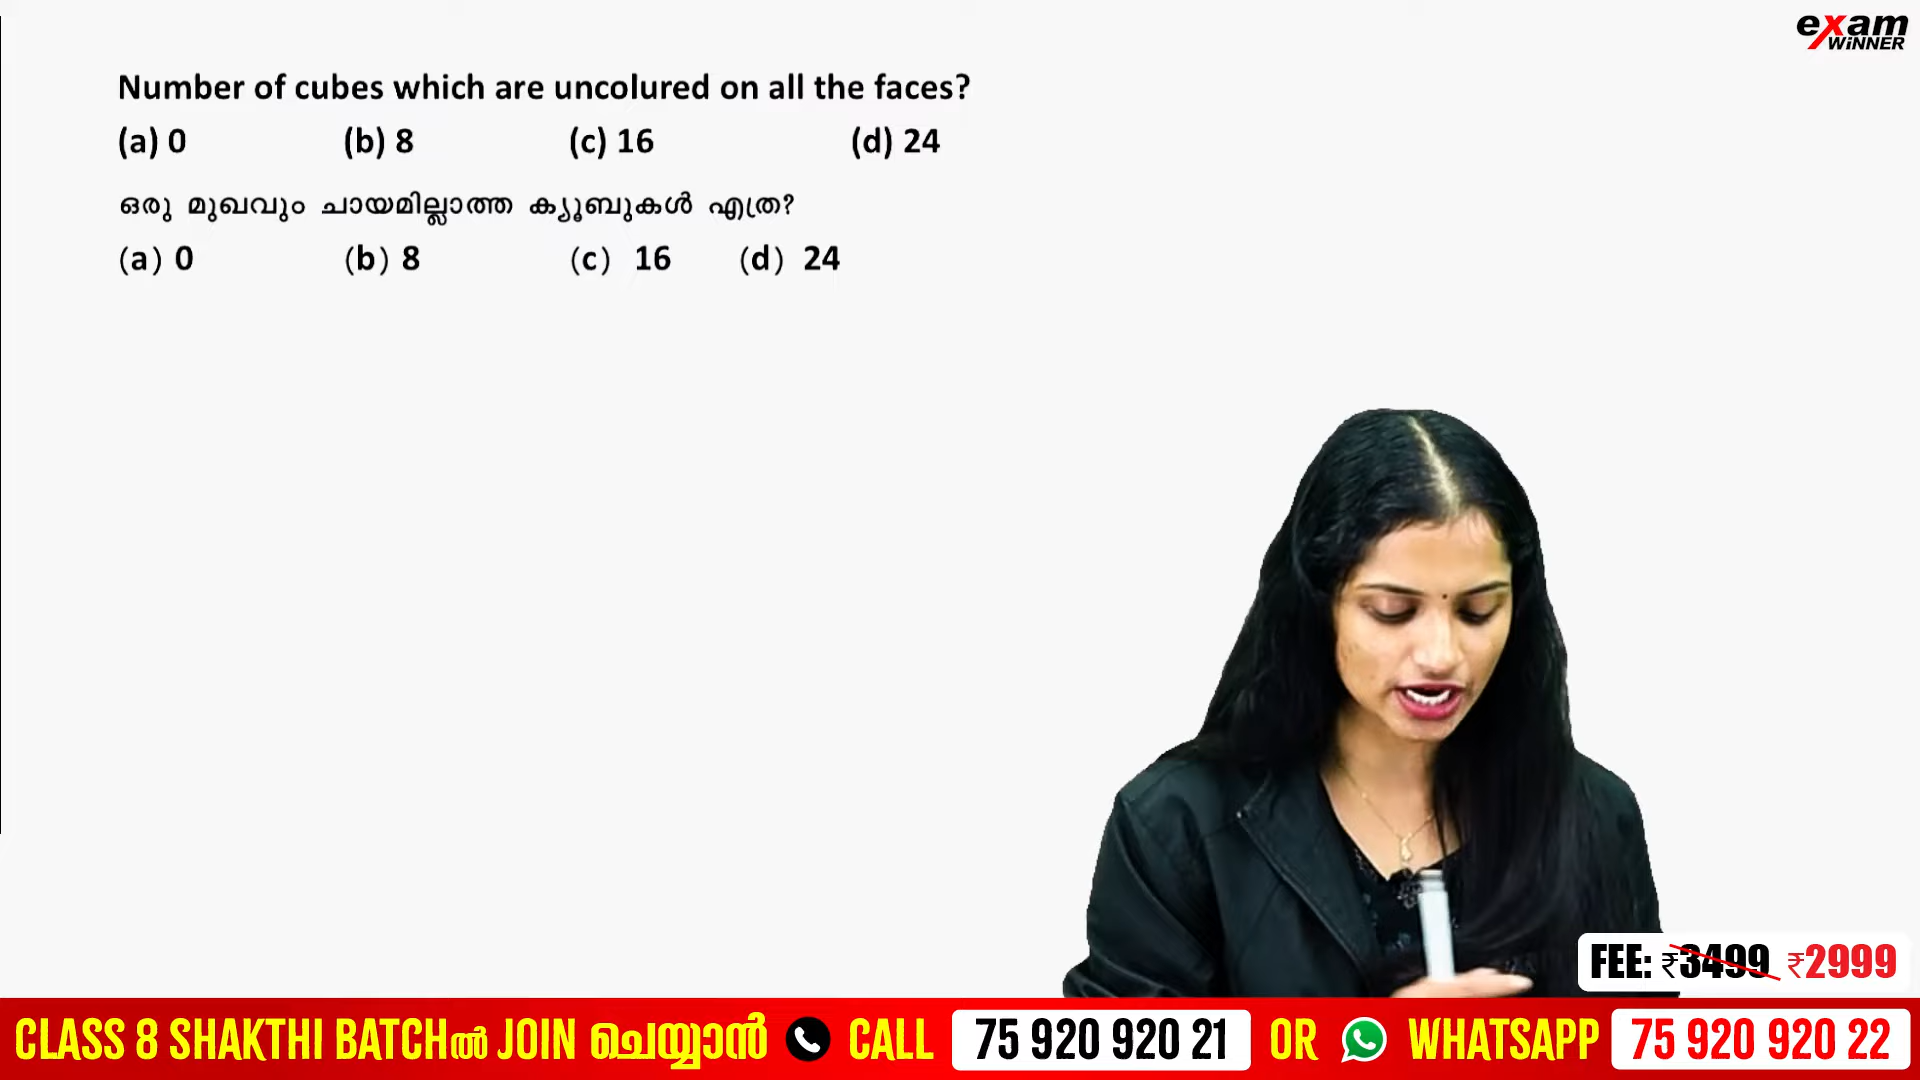 exam
WiNNER
Number of cubes which are uncolured on all the faces?
(a) 0 (b) 8 (c) 16 (d) 24
ഒരു മുഖവും ചായമില്ലാത്ത ക്യൂബുകൾ എത്ര?
(a) 0 (b) 8 (c) 16 (d) 24
FEE: ₹3499 ₹2999
CLASS 8 SHAKTHI BATCHൽ JOIN ചെയ്യാൻ CALL 75 920 920 21 OR WHATSAPP 75 920 920 22